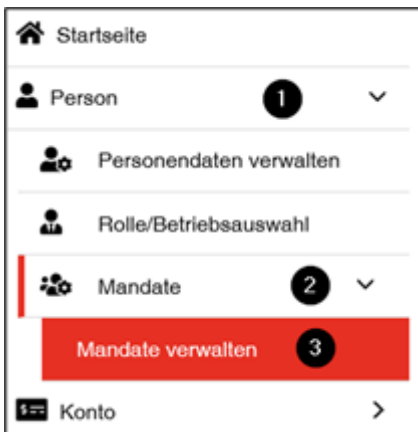 Startseite
Person 1
Personendaten verwalten
Rolle/Betriebsauswahl
Mandate 2
Mandate verwalten 3
Konto